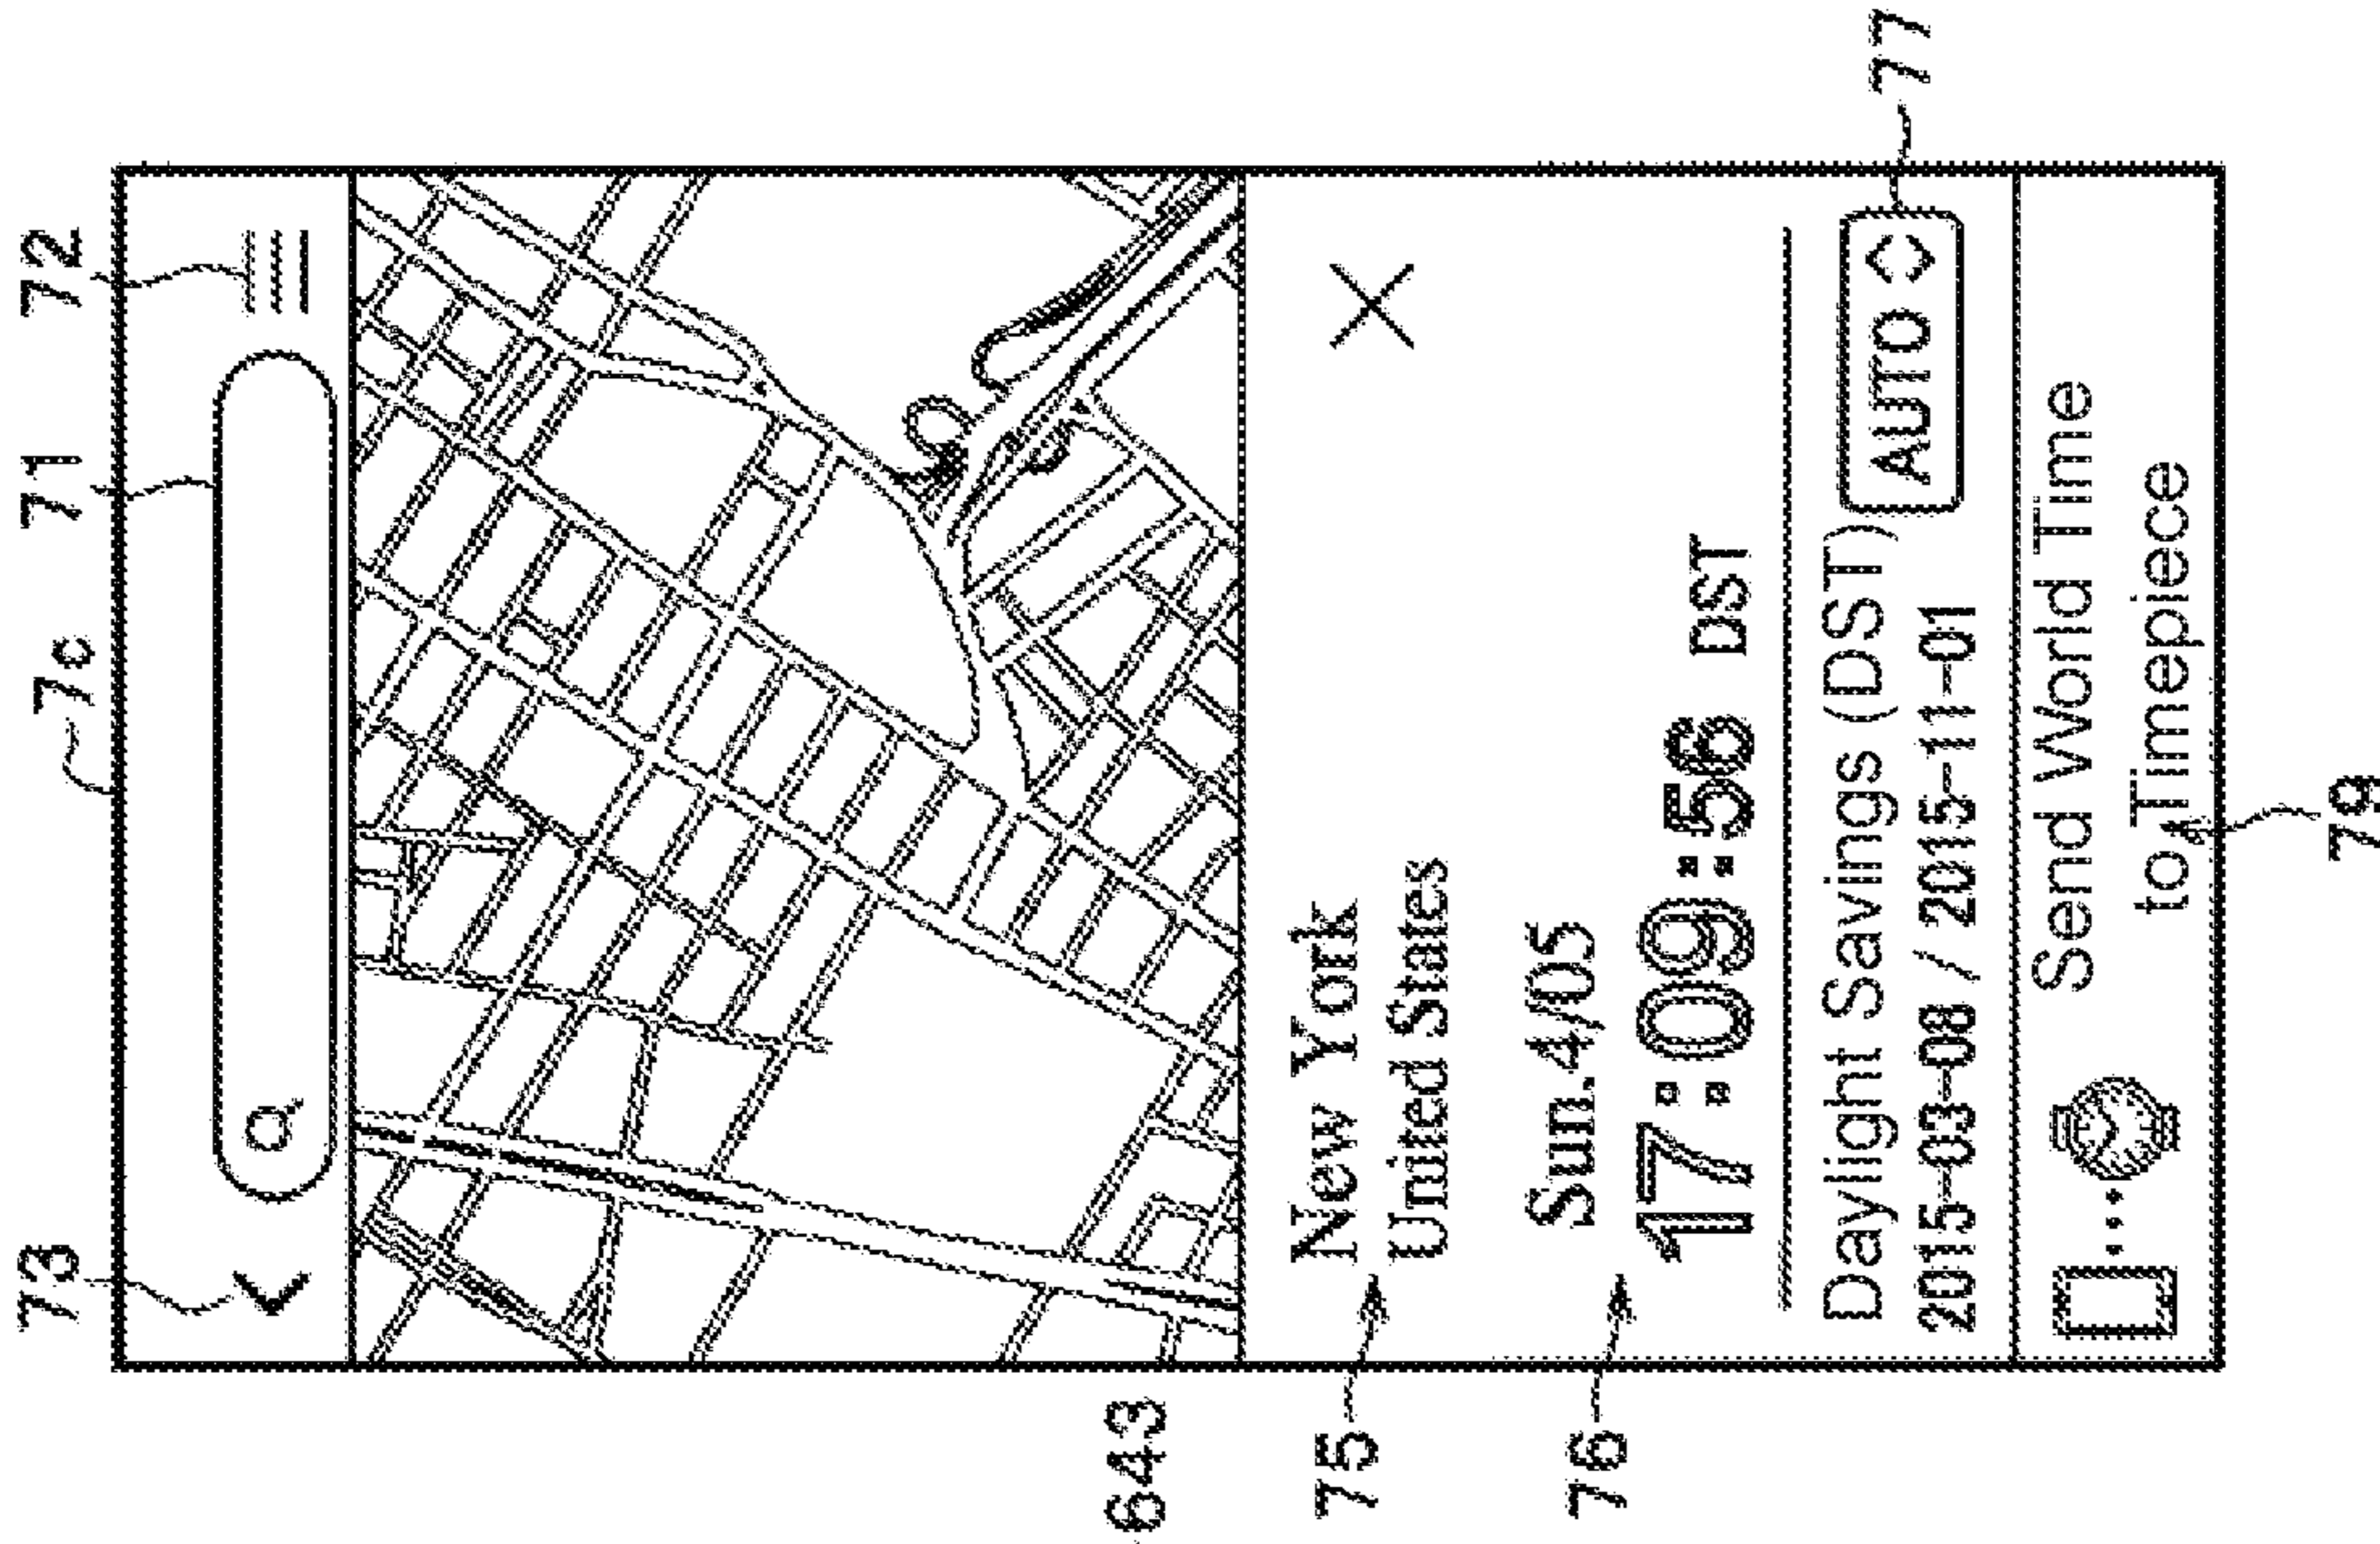 7c
73 71 72
643
75
New York
United States
76
Sun.4/05
17:09:56 DST
Daylight Savings (DST) AUTO
77
2015-03-08 / 2015-11-01
Send World Time
to Timepiece
79